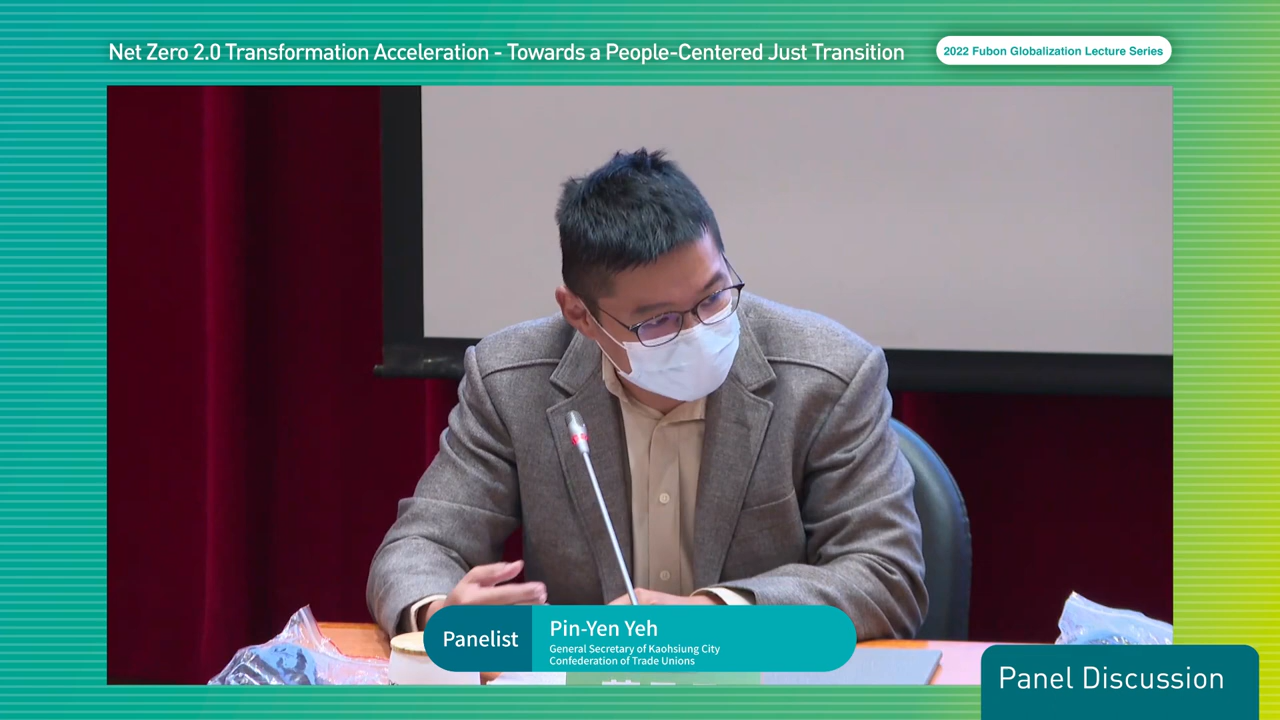 Net Zero 2.0 Transformation Acceleration - Towards a People-Centered Just Transition
2022 Fubon Globalization Lecture Series
Panelist
Pin-Yen Yeh
General Secretary of Kaohsiung City
Confederation of Trade Unions
Panel Discussion